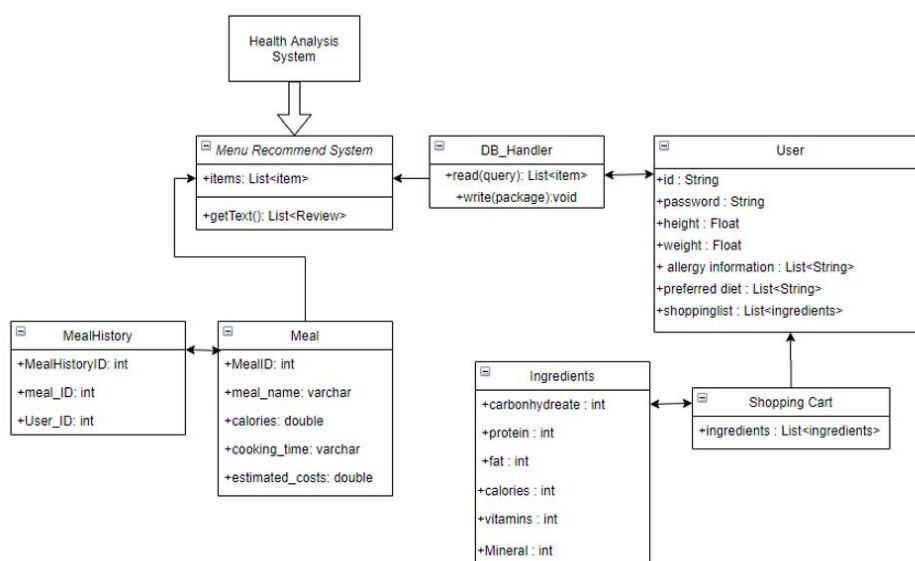 Health Analysis
System
Menu Recommend System
+items: List<item>
+getText(): List<Review>
DB_Handler
+read(query): List<item>
+write(package):void
User
+id : String
+password : String
+height : Float
+weight : Float
+ allergy information : List<String>
+preferred diet : List<String>
+shoppinglist : List<ingredients>
MealHistory
+MealHistoryID: int
+meal_ID: int
+User_ID: int
Meal
+MealID: int
+meal_name: varchar
+calories: double
+cooking_time: varchar
+estimated_costs: double
Ingredients
+carbonhydreate : int
+protein : int
+fat : int
+calories : int
+vitamins : int
+Mineral : int
Shopping Cart
+ingredients : List<ingredients>